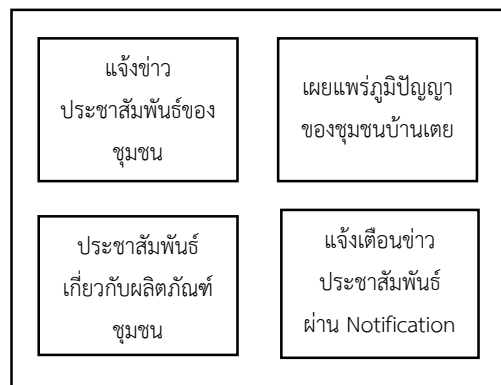 แจ้งข่าว
ประชาสัมพันธ์ของ
ชุมชน
เผยแพร่ภูมิปัญญา
ของชุมชนบ้านเตย
ประชาสัมพันธ์
เกี่ยวกับผลิตภัณฑ์
ชุมชน
แจ้งเตือนข่าว
ประชาสัมพันธ์
ผ่าน Notification